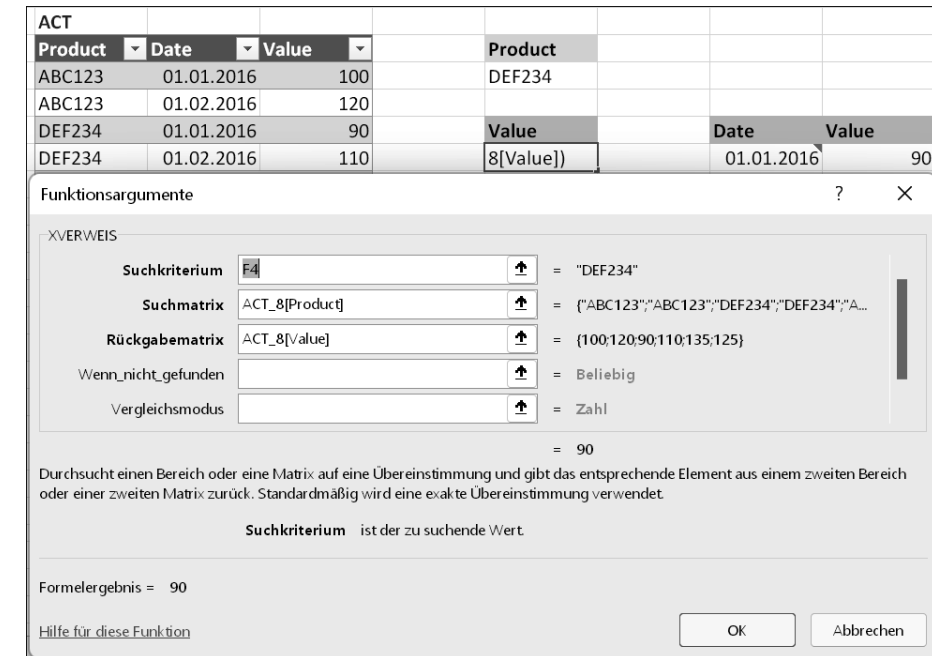 ACT
Product Date Value Product
ABC123 01.01.2016 100 DEF234
ABC123 01.02.2016 120
DEF234 01.01.2016 90 Value Date Value
DEF234 01.02.2016 110 8[Value]) 01.01.2016 90
Funktionsargumente ?
XVERWEIS
Suchkriterium F4 = "DEF234"
Suchmatrix ACT_8[Product] = {"ABC123";"ABC123";"DEF234";"DEF234";"A...
Rückgabematrix ACT_8[Value] = {100;120;90;110;135;125}
Wenn_nicht_gefunden = Beliebig
Vergleichsmodus = Zahl
= 90
Durchsucht einen Bereich oder eine Matrix auf eine Übereinstimmung und gibt das entsprechende Element aus einem zweiten Bereich
oder einer zweiten Matrix zurück. Standardmäßig wird eine exakte Übereinstimmung verwendet.
Suchkriterium ist der zu suchende Wert.
Formelergebnis = 90
Hilfe für diese Funktion OK Abbrechen